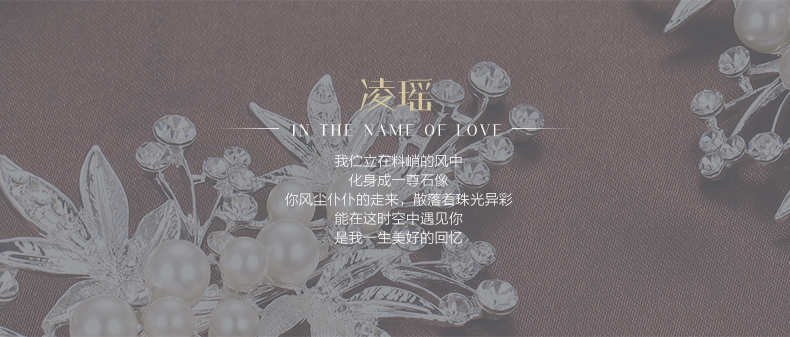 凌瑶
IN THE NAME OF LOVE
我伫立在料峭的风中
化身成一尊石像
你风尘仆仆的走来，散落着珠光异彩
能在这时空中遇见你
是我一生美好的回忆